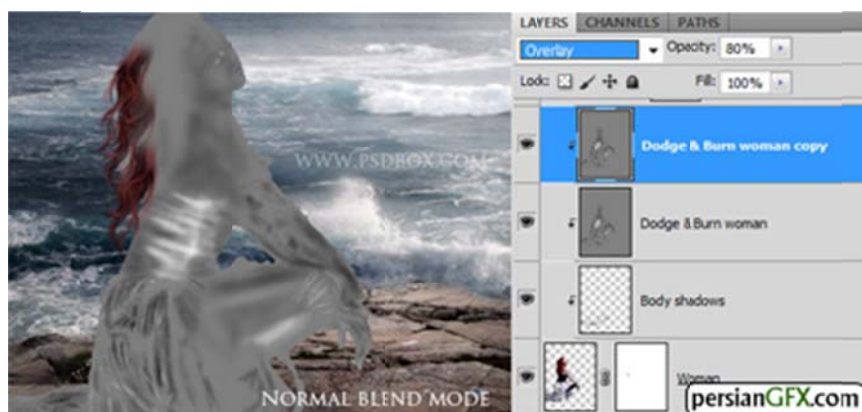 LAYERS CHANNELS PATHS
Overlay Opacity: 80%
Lock: Fill: 100%
Dodge & Burn woman copy
WWW.PSDBOX.COM
Dodge & Burn woman
Body shadows
Woman
NORMAL BLEND MODE
persianGFX.com